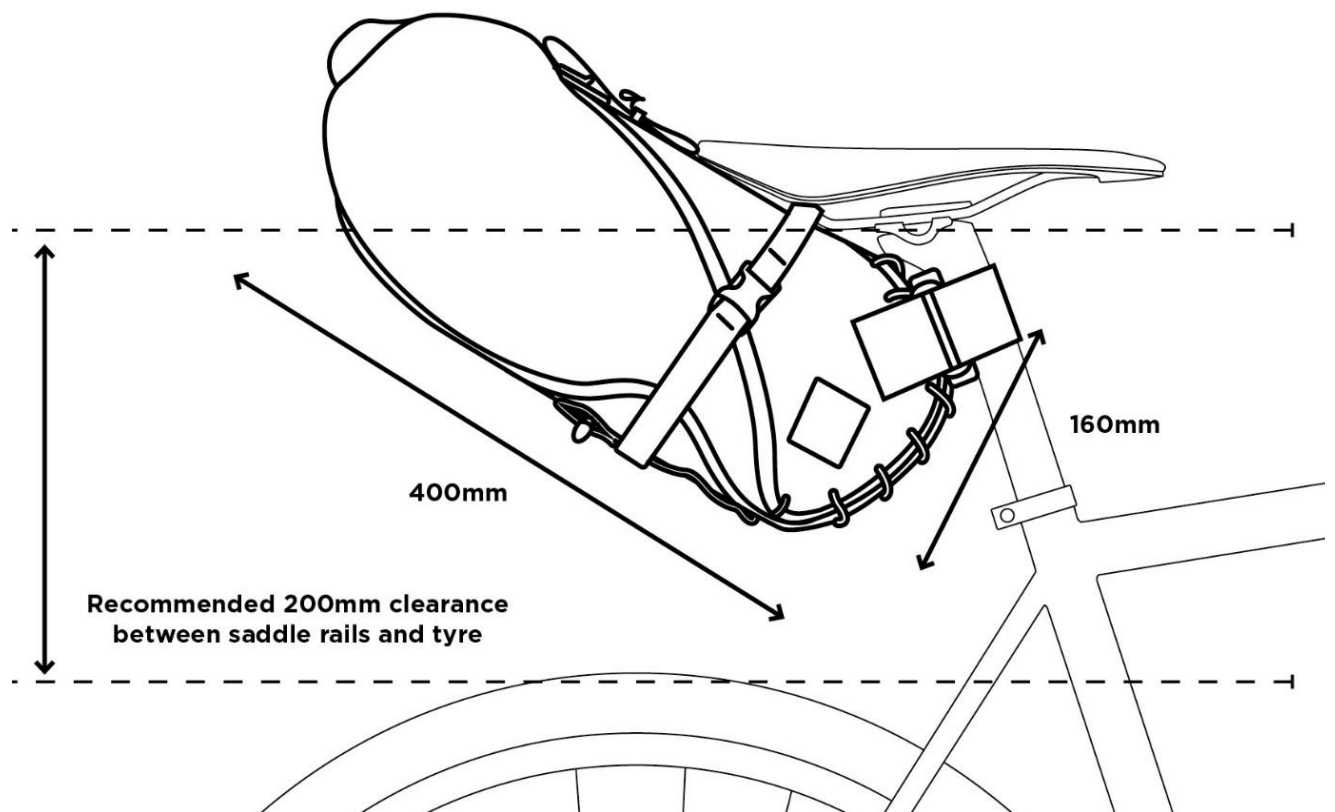 160mm
400mm
Recommended 200mm clearance
between saddle rails and tyre